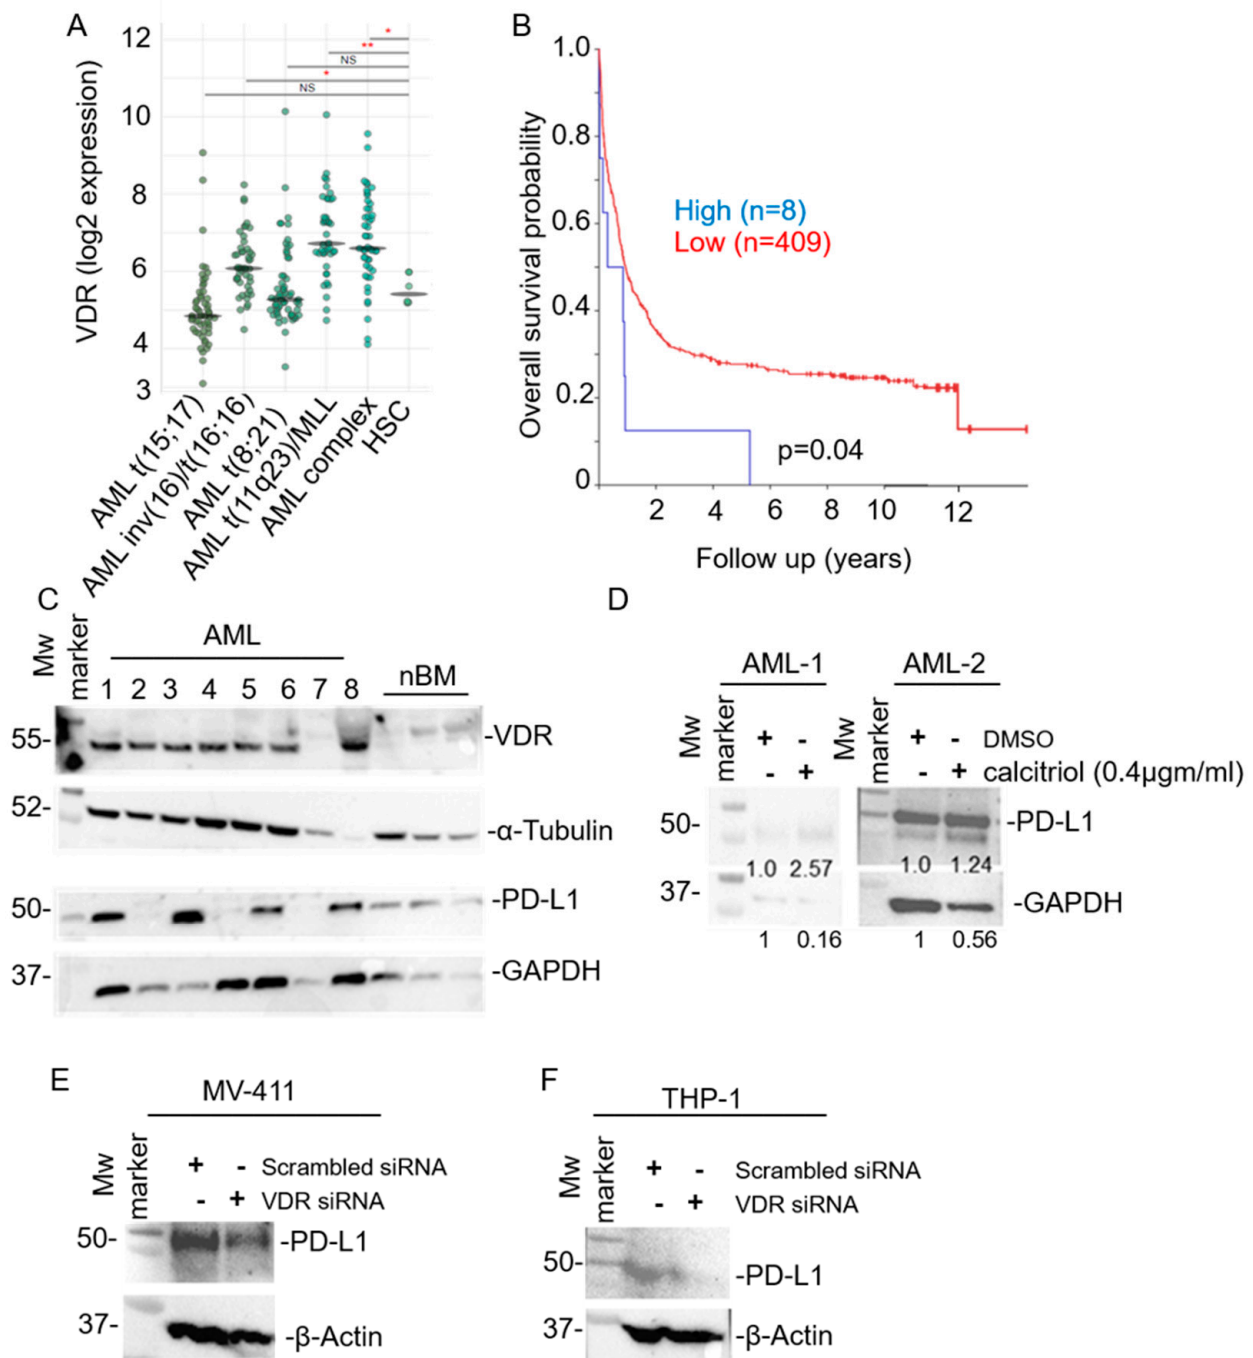 A
VDR (log2 expression)
12
10
8
6
4
3
*
**
NS
*
NS
AML t(15;17)
AML inv(16)/t(16;16)
AML t(8;21)
AML t(11q23)/MLL
AML complex
HSC
B
Overall survival probability
1.0
0.8
0.6
0.4
0.2
0
High (n=8)
Low (n=409)
p=0.04
2 4 6 8 10 12
Follow up (years)
C
Mw
marker
AML
nBM
1 2 3 4 5 6 7 8
55- -VDR
52- -α-Tubulin
50- -PD-L1
37- -GAPDH
D
AML-1 AML-2
Mw
marker
Mw
marker
+ - + - DMSO
- + - + calcitriol (0.4µgm/ml)
50- -PD-L1
1.0 2.57 1.0 1.24
37- -GAPDH
1 0.16 1 0.56
E
MV-411
Mw
marker
+ - Scrambled siRNA
- + VDR siRNA
50- -PD-L1
37- -β-Actin
F
THP-1
Mw
marker
+ - Scrambled siRNA
- + VDR siRNA
50- -PD-L1
37- -β-Actin